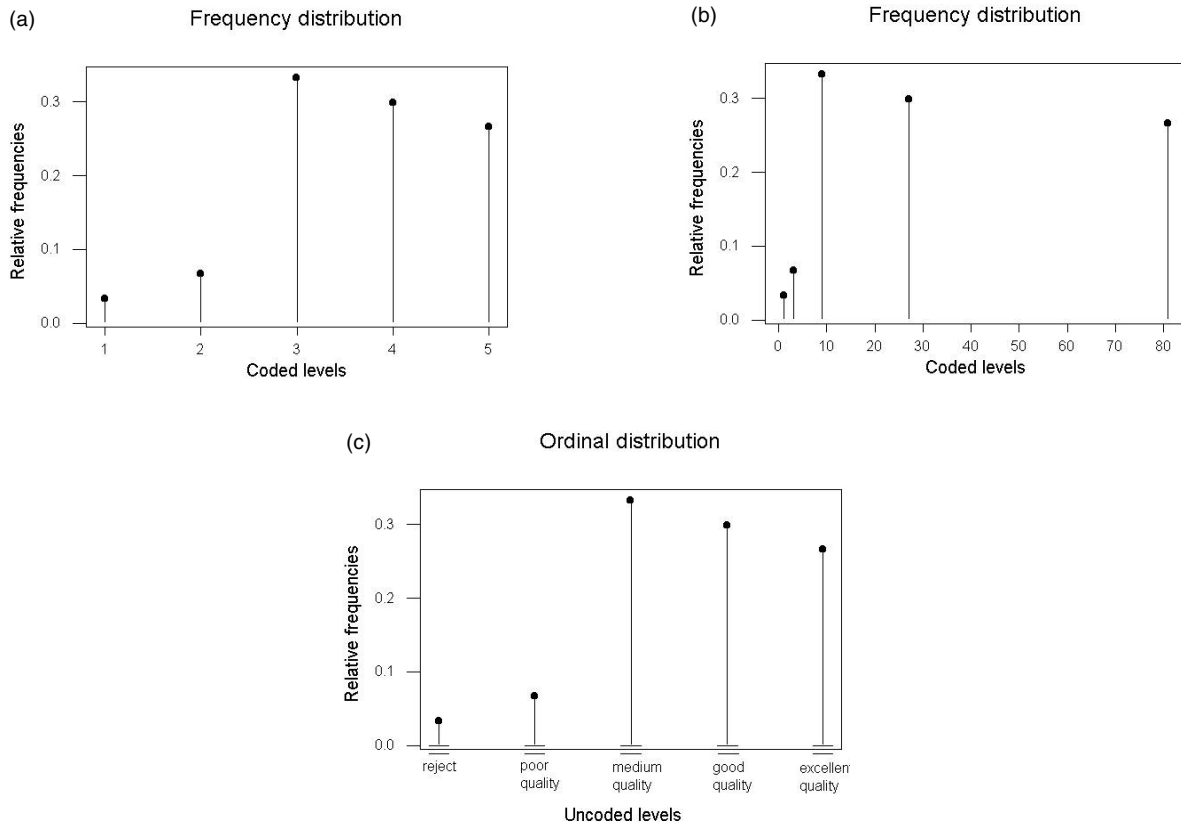 (a)
Frequency distribution
Relative frequencies
0.3
0.2
0.1
0.0
1 2 3 4 5
Coded levels
(b)
Frequency distribution
Relative frequencies
0.3
0.2
0.1
0.0
0 10 20 30 40 50 60 70 80
Coded levels
(c)
Ordinal distribution
Relative frequencies
0.3
0.2
0.1
0.0
reject poor medium good excellen
quality quality quality quality
Uncoded levels